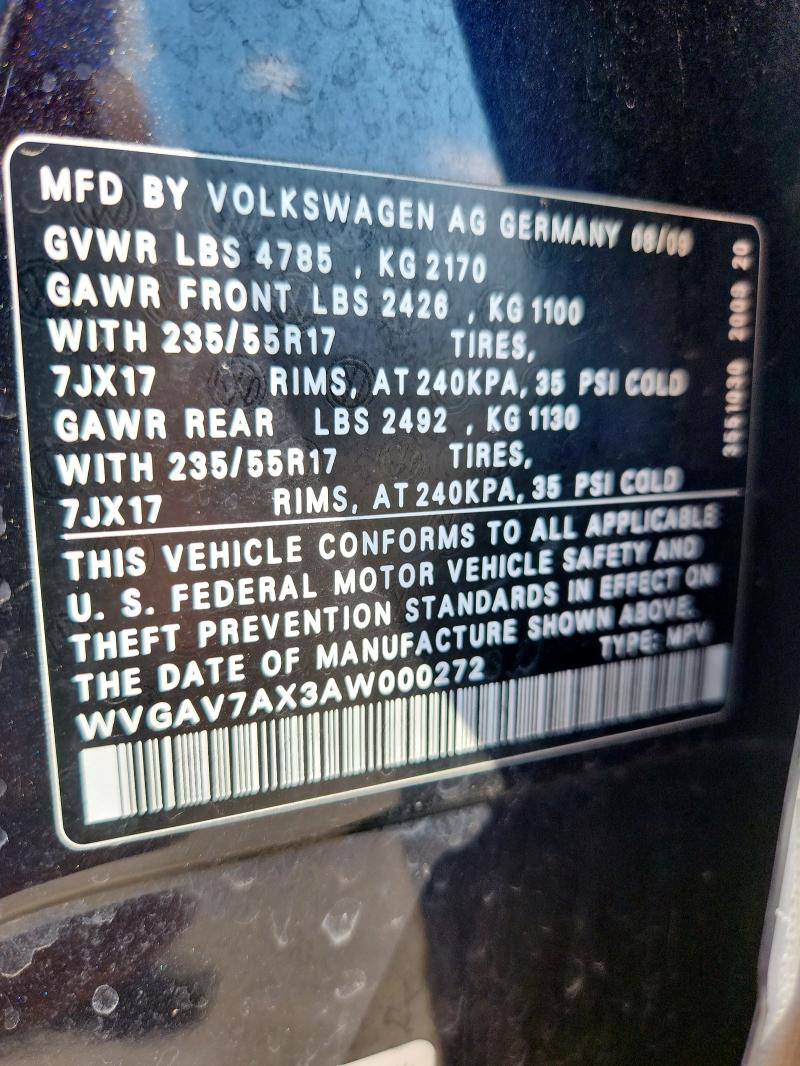 MFD BY VOLKSWAGEN AG GERMANY
GVWR LBS 4785 , KG 2170
GAWR FRONT LBS 2426 , KG 1100
WITH 235/55R17 TIRES,
7JX17 RIMS, AT 240KPA, 35 PSI COLD
GAWR REAR LBS 2492 , KG 1130
WITH 235/55R17 TIRES,
7JX17 RIMS, AT 240KPA, 35 PSI COLD
THIS VEHICLE CONFORMS TO ALL APPLICABLE
U. S. FEDERAL MOTOR VEHICLE SAFETY AND
THEFT PREVENTION STANDARDS IN EFFECT ON
THE DATE OF MANUFACTURE SHOWN ABOVE.
TYPE: MPV
WVGAV7AX3AW000272